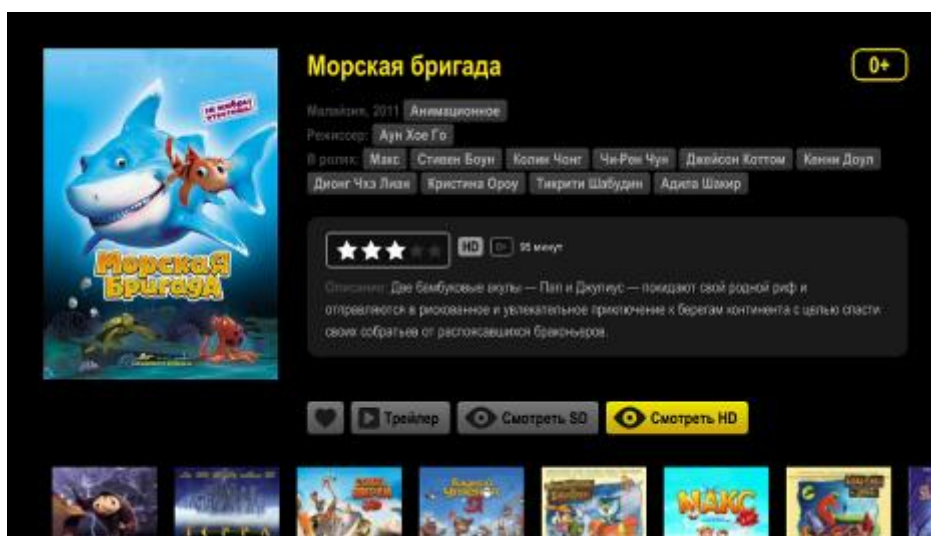 Морская бригада
0+
Малайзия, 2011 Анимационное
Режиссер: Аун Хое Го
В ролях: Макс Стивен Боун Колин Чонг Чи-Рен Чун Джейсон Коттом Кенни Доул
Дионг Чхэ Лиан Кристина Ороу Тикрити Шабудин Адила Шакир
HD 0+ 95 минут
Описание: Две бамбуковые акулы — Пап и Джулиус — покидают свой родной риф и
отправляются в рискованное и увлекательное приключение к берегам континента с целью спасти
своих собратьев от распоясавшихся браконьеров.
Морская
бригада
Трейлер Смотреть SD Смотреть HD
МАКС